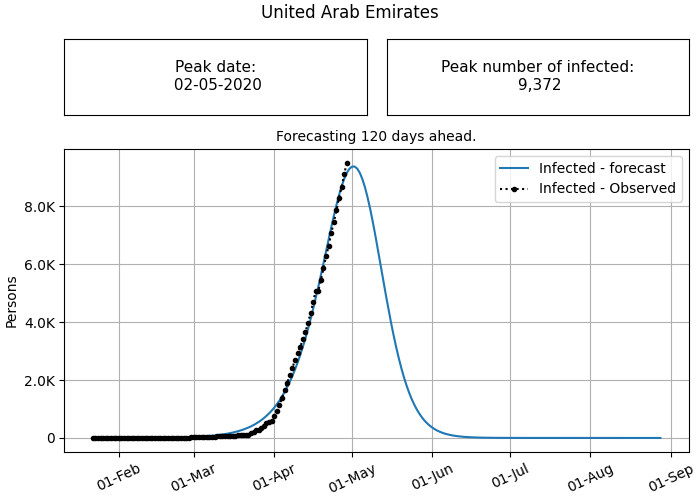 United Arab Emirates
Peak date:
02-05-2020
Peak number of infected:
9,372
Forecasting 120 days ahead.
Infected - forecast
Infected - Observed
Persons
8.0K
6.0K
4.0K
2.0K
0
01-Feb
01-Mar
01-Apr
01-May
01-Jun
01-Jul
01-Aug
01-Sep